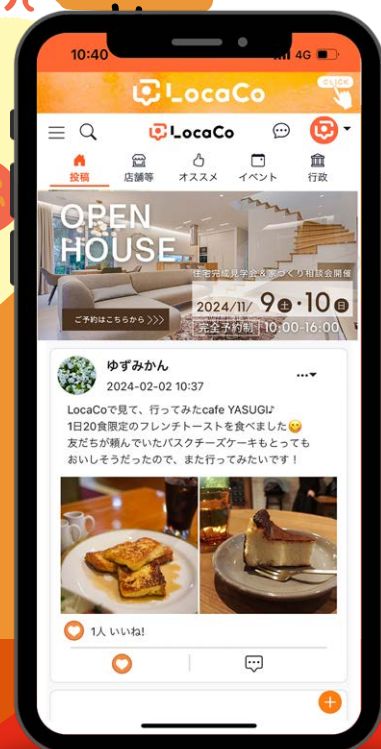 10:40
4G
LocaCo
CLICK
LocaCo
投稿
店舗等
オススメ
イベント
行政
OPEN
HOUSE
住宅完成見学会&家づくり相談会開催
2024/11/ 9土・10日
ご予約はこちらから>>>
完全予約制 10:00-16:00
ゆずみかん
2024-02-02 10:37
LocaCoで見て、行ってみたcafe YASUGI♪
1日20食限定のフレンチトーストを食べました😋
友だちが頼んでいたバスクチーズケーキもとっても
おいしそうだったので、また行ってみたいです！
1人 いいね!